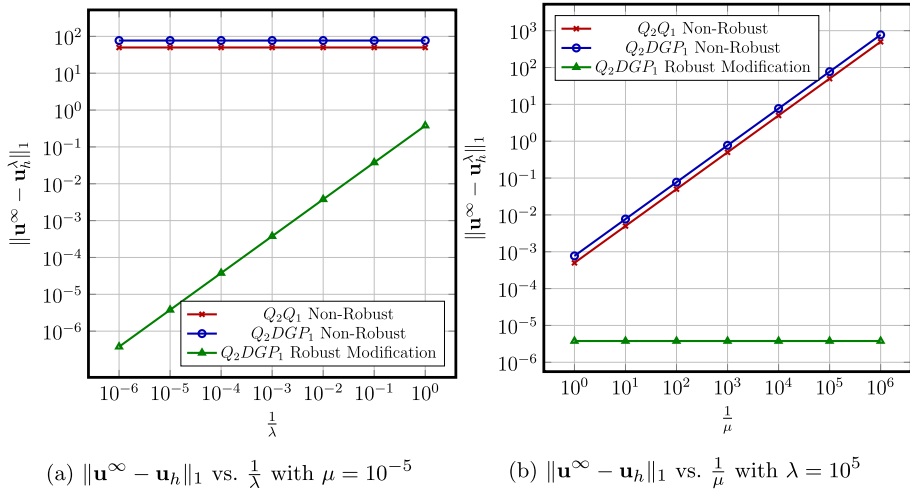 10^2
10^1
10^0
10^{-1}
10^{-2}
10^{-3}
10^{-4}
10^{-5}
10^{-6}
‖u^∞ − u_h^λ‖_1
Q_2Q_1 Non-Robust
Q_2DGP_1 Non-Robust
Q_2DGP_1 Robust Modification
10^{-6} 10^{-5} 10^{-4} 10^{-3} 10^{-2} 10^{-1} 10^0
1/λ
(a) ‖u^∞ − u_h‖_1 vs. 1/λ with μ = 10^{-5}
Q_2Q_1 Non-Robust
Q_2DGP_1 Non-Robust
Q_2DGP_1 Robust Modification
10^3
10^2
10^1
10^0
10^{-1}
10^{-2}
10^{-3}
10^{-4}
10^{-5}
10^{-6}
‖u^∞ − u_h^λ‖_1
10^0 10^1 10^2 10^3 10^4 10^5 10^6
1/μ
(b) ‖u^∞ − u_h‖_1 vs. 1/μ with λ = 10^5